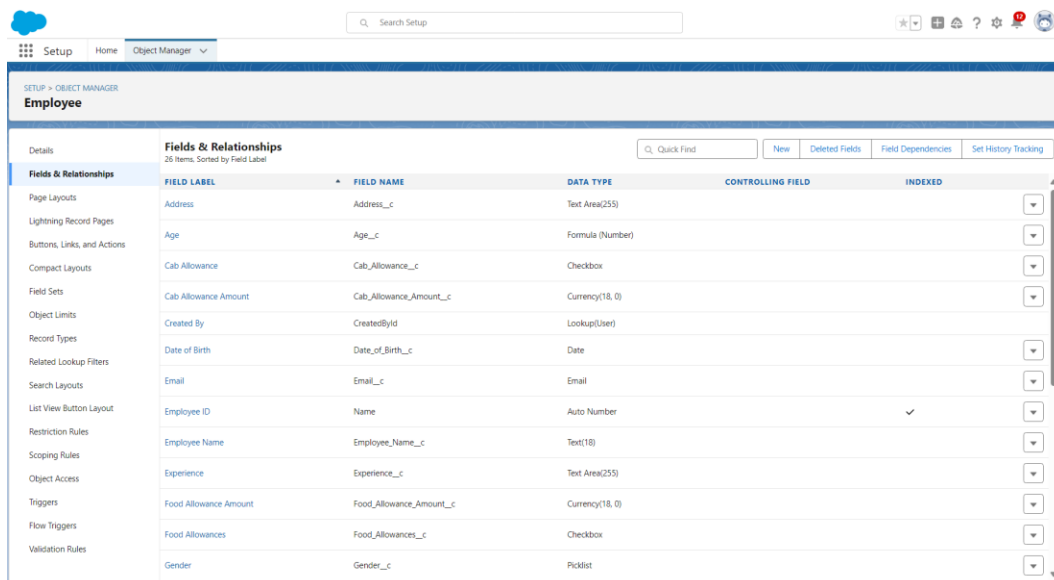 Search Setup
12
Setup Home Object Manager
SETUP > OBJECT MANAGER
Employee
Details
Fields & Relationships
Page Layouts
Lightning Record Pages
Buttons, Links, and Actions
Compact Layouts
Field Sets
Object Limits
Record Types
Related Lookup Filters
Search Layouts
List View Button Layout
Restriction Rules
Scoping Rules
Object Access
Triggers
Flow Triggers
Validation Rules
Fields & Relationships
26 Items, Sorted by Field Label
Quick Find New Deleted Fields Field Dependencies Set History Tracking
FIELD LABEL FIELD NAME DATA TYPE CONTROLLING FIELD INDEXED
Address Address__c Text Area(255)
Age Age__c Formula (Number)
Cab Allowance Cab_Allowance__c Checkbox
Cab Allowance Amount Cab_Allowance_Amount__c Currency(18, 0)
Created By CreatedById Lookup(User)
Date of Birth Date_of_Birth__c Date
Email Email__c Email
Employee ID Name Auto Number
Employee Name Employee_Name__c Text(18)
Experience Experience__c Text Area(255)
Food Allowance Amount Food_Allowance_Amount__c Currency(18, 0)
Food Allowances Food_Allowances__c Checkbox
Gender Gender__c Picklist